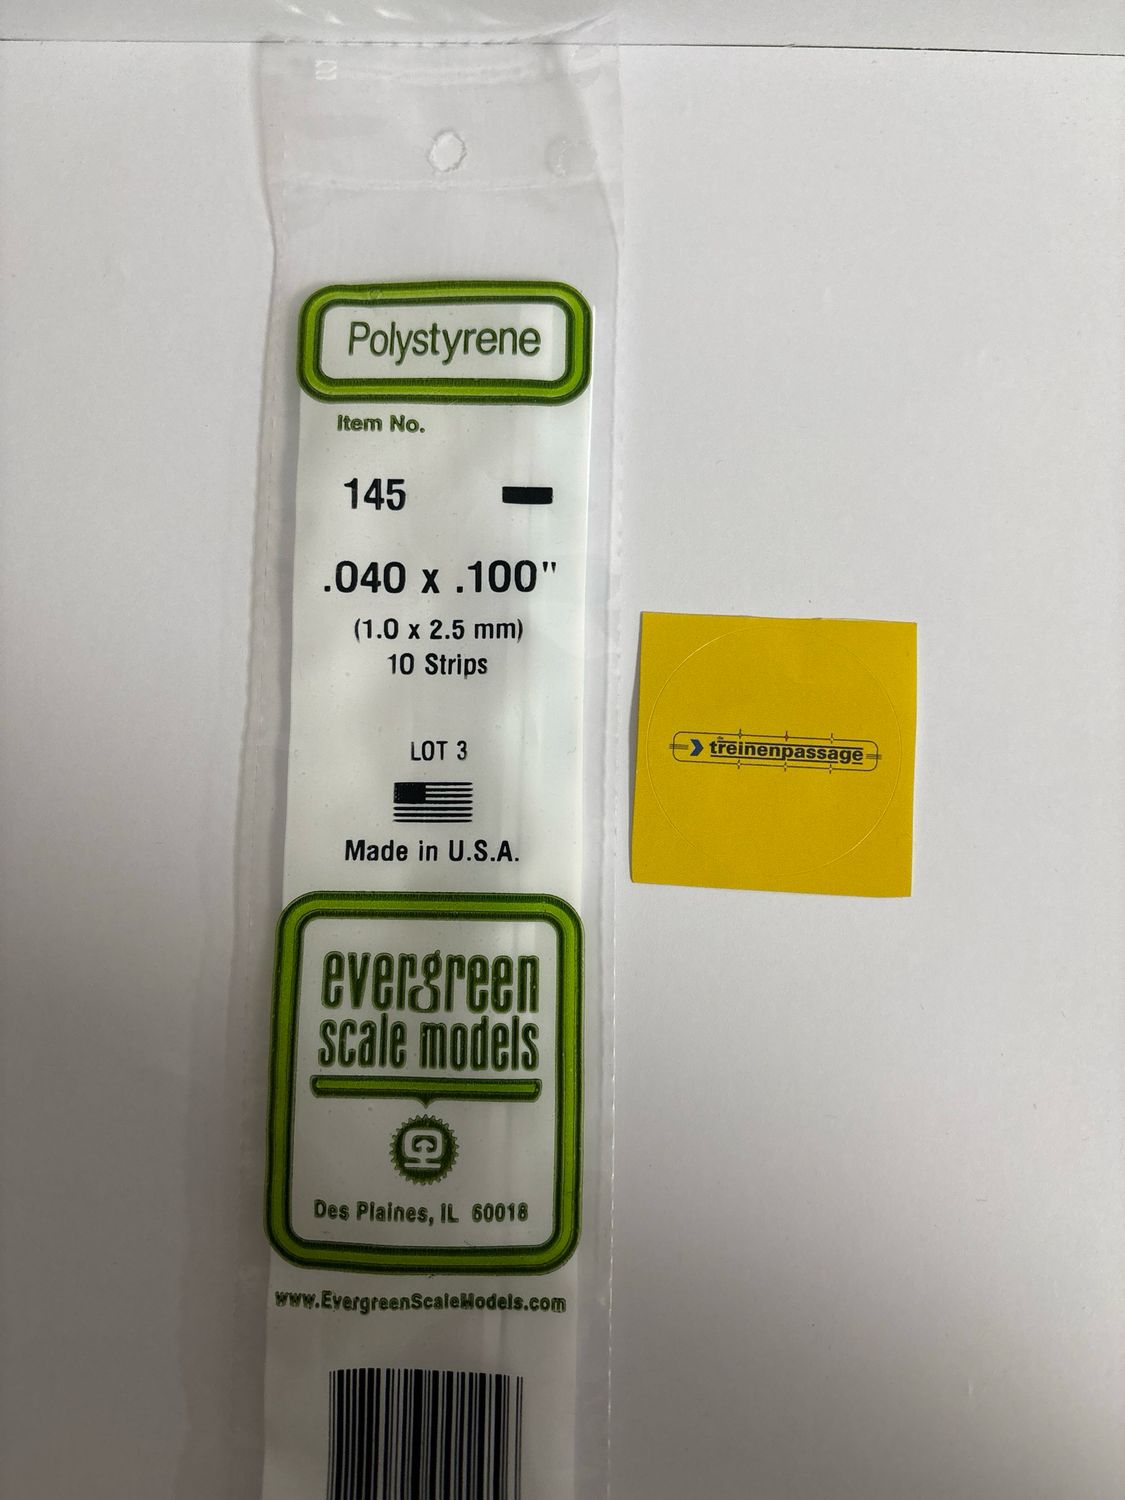 Polystyrene
Item No.
145
.040 x .100"
(1.0 x 2.5 mm)
10 Strips
LOT 3
Made in U.S.A.
evergreen
scale models
Des Plaines, IL 60018
www.EvergreenScaleModels.com
de
treinenpassage